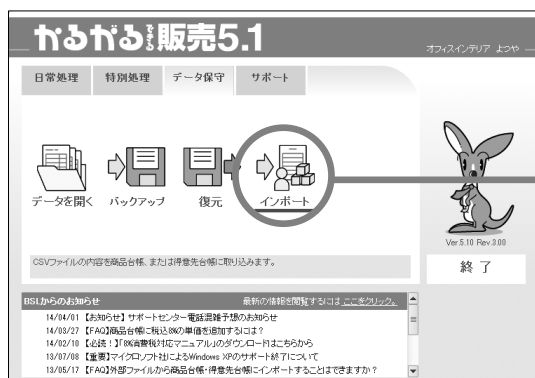 かるがるできる販売5.1
オフィスインテリア よつや
日常処理 特別処理 データ保守 サポート
データを開く バックアップ 復元 インポート
Ver.5.10 Rev.3.00
CSVファイルの内容を商品台帳、または得意先台帳に取り込みます。
終 了
BSLからのお知らせ 最新の情報を閲覧するには ここをクリック。
14/04/01 【お知らせ】サポートセンター電話混雑予想のお知らせ
14/03/27 【FAQ】商品台帳に税込8%の単価を追加するには?
14/02/10 【必読!】「8%消費税対応マニュアル」のダウンロードはこちらから
13/07/08 【重要】マイクロソフト社によるWindows XPのサポート終了について
13/05/17 【FAQ】外部ファイルから商品台帳・得意先台帳にインポートすることはできますか?